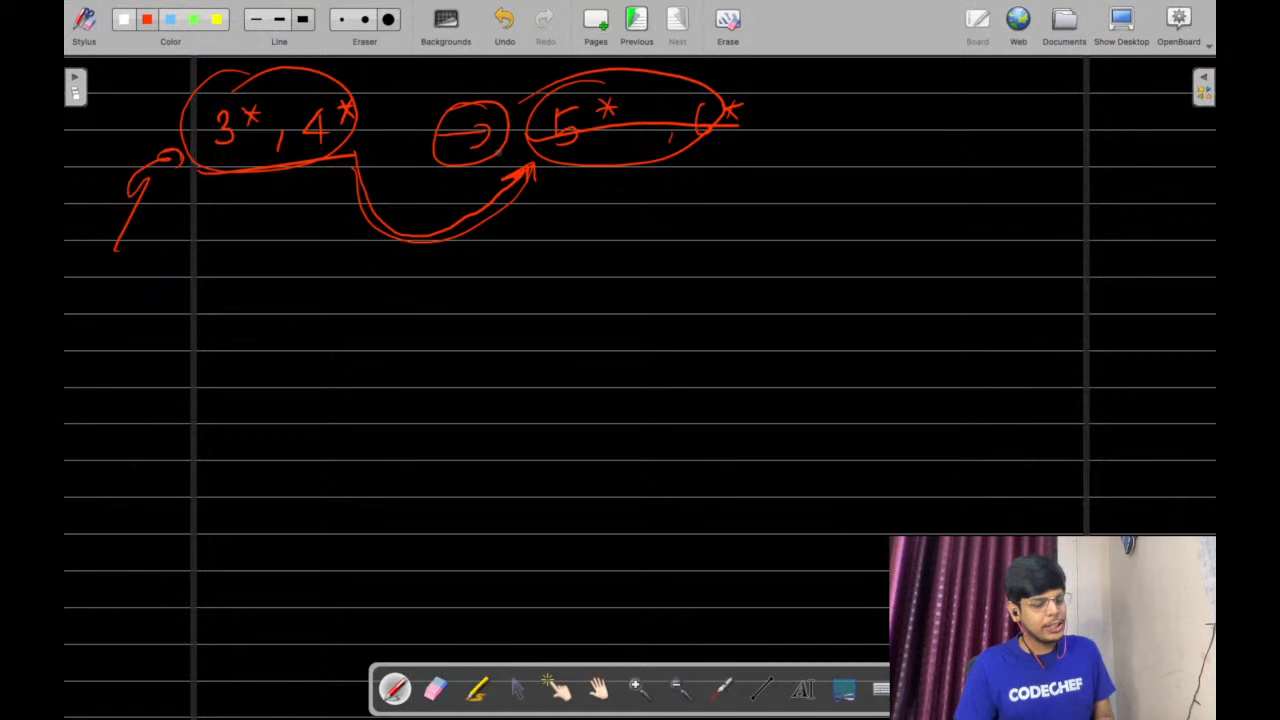 Stylus Color Line Eraser Backgrounds Undo Redo Pages Previous Next Erase Board Web Documents Show Desktop OpenBoard
3*, 4* → 5*, 6*
AI
CODECHEF